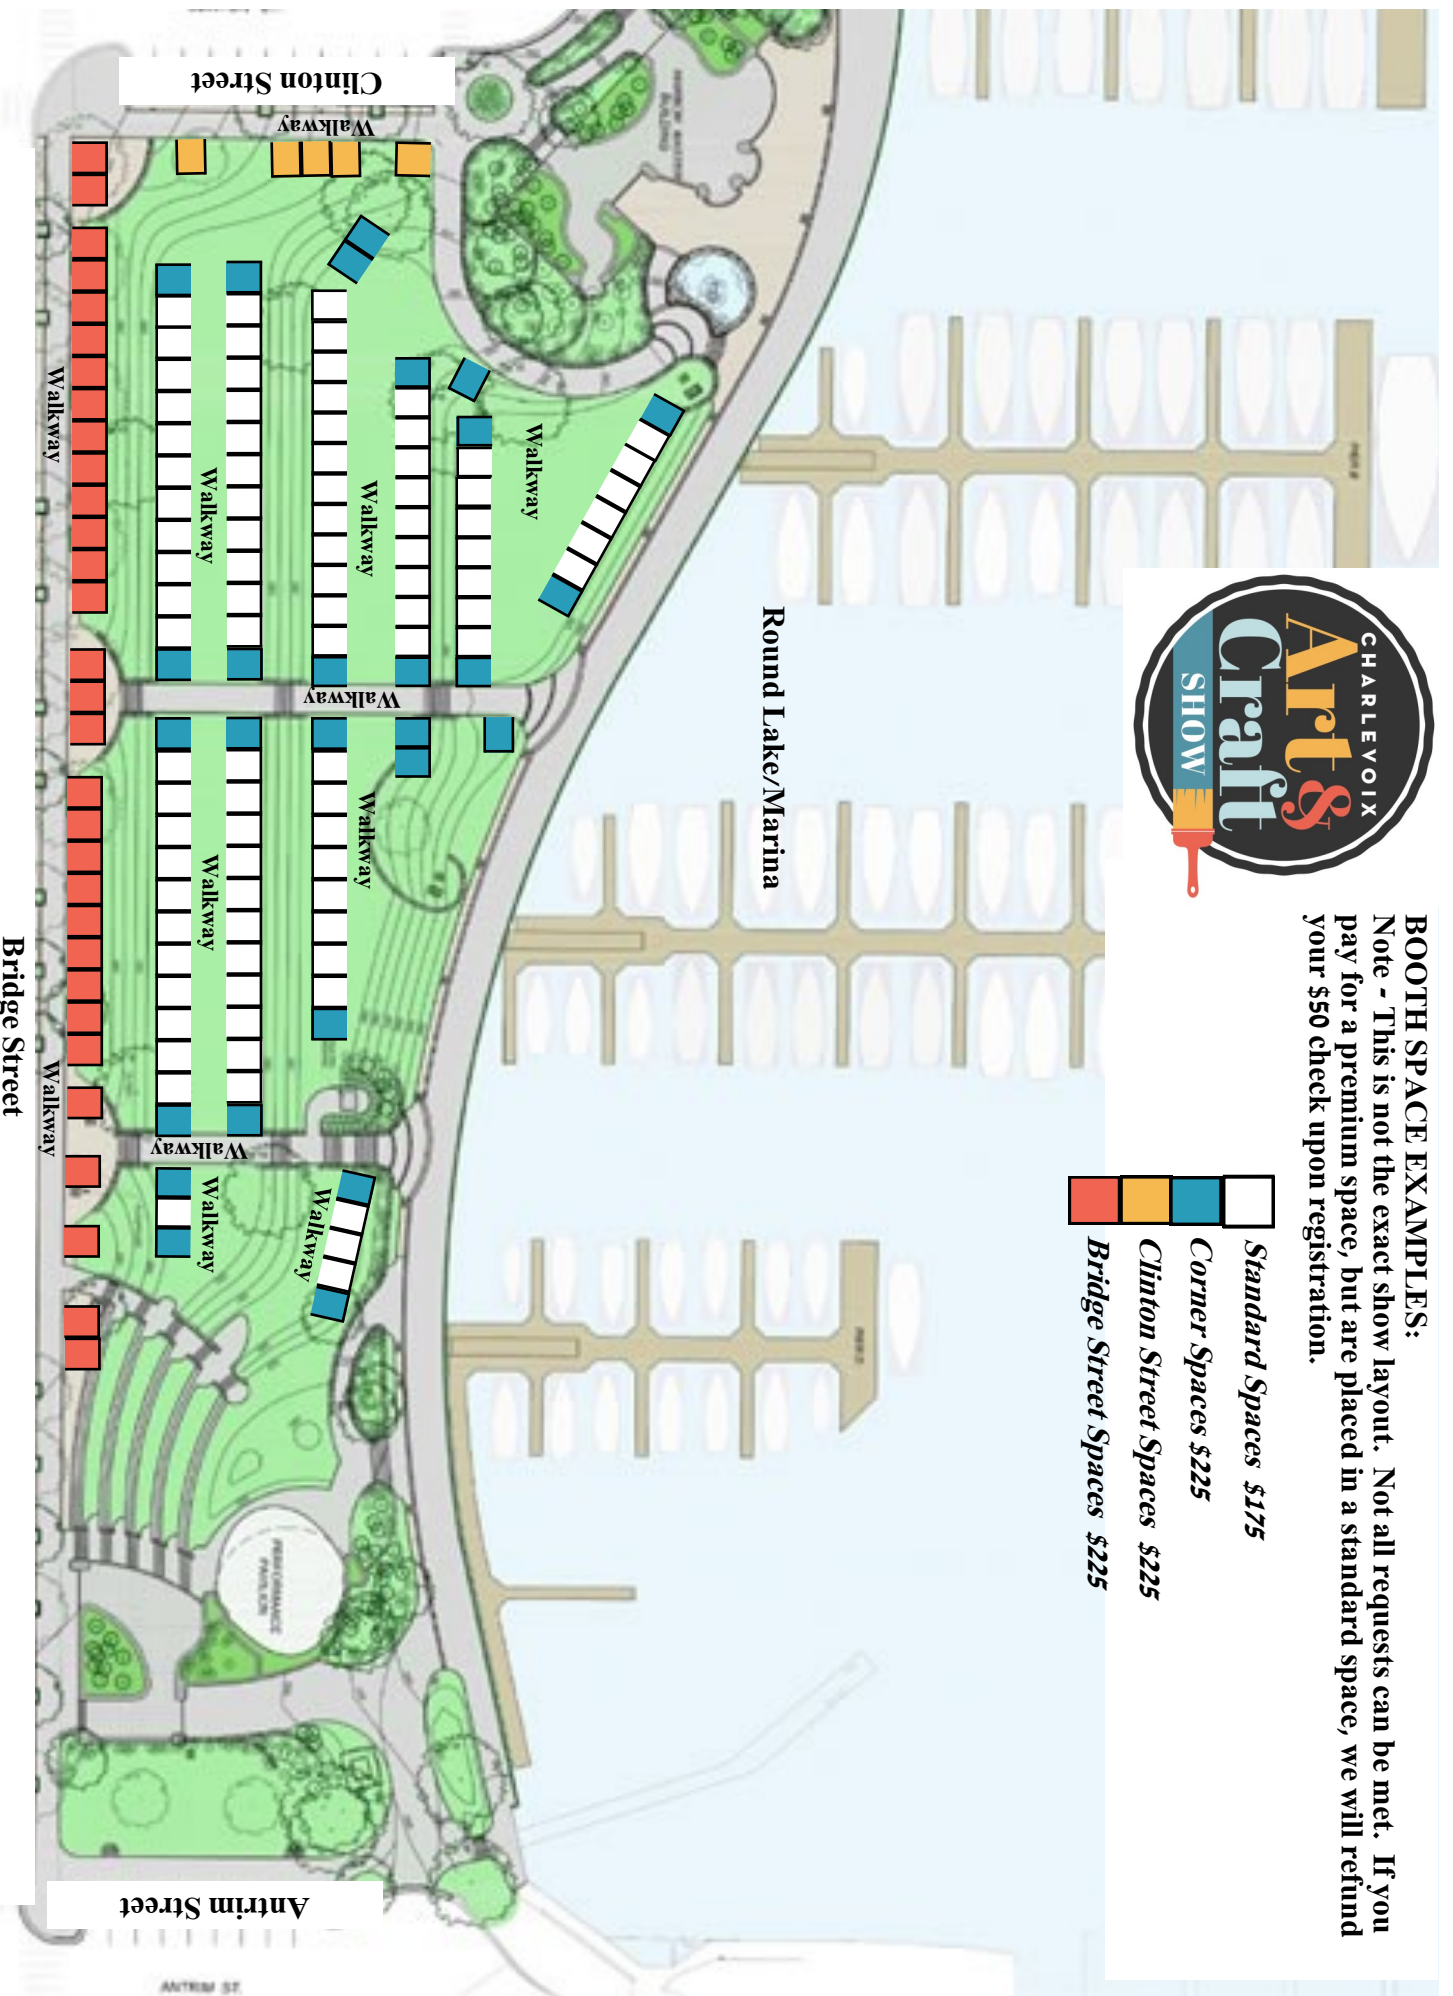 CHARLEVOIX
Art &
Craft
SHOW
BOOTH SPACE EXAMPLES:
Note - This is not the exact show layout. Not all requests can be met. If you
pay for a premium space, but are placed in a standard space, we will refund
your $50 check upon registration.
Standard Spaces $175
Corner Spaces $225
Clinton Street Spaces $225
Bridge Street Spaces $225
Round Lake/Marina
Clinton Street
Walkway
Walkway
Walkway
Walkway
Walkway
Walkway
Walkway
Walkway
Walkway
Walkway
Walkway
Walkway
Walkway
Bridge Street
PERFORMANCE
PAVILION
Antrim Street
ANTRIM ST.